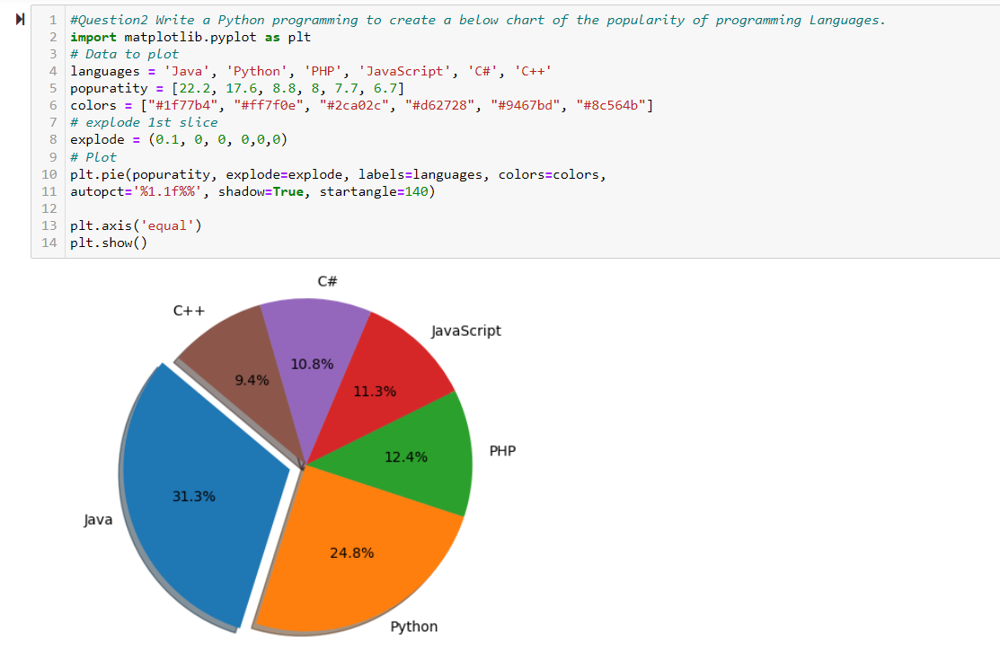 1 #Question2 Write a Python programming to create a below chart of the popularity of programming Languages.
2 import matplotlib.pyplot as plt
3 # Data to plot
4 languages = 'Java', 'Python', 'PHP', 'JavaScript', 'C#', 'C++'
5 popuratity = [22.2, 17.6, 8.8, 8, 7.7, 6.7]
6 colors = ["#1f77b4", "#ff7f0e", "#2ca02c", "#d62728", "#9467bd", "#8c564b"]
7 # explode 1st slice
8 explode = (0.1, 0, 0, 0,0,0)
9 # Plot
10 plt.pie(popuratity, explode=explode, labels=languages, colors=colors,
11 autopct='%1.1f%%', shadow=True, startangle=140)
12
13 plt.axis('equal')
14 plt.show()
C#
C++
JavaScript
10.8%
9.4%
11.3%
PHP
12.4%
31.3%
Java
24.8%
Python